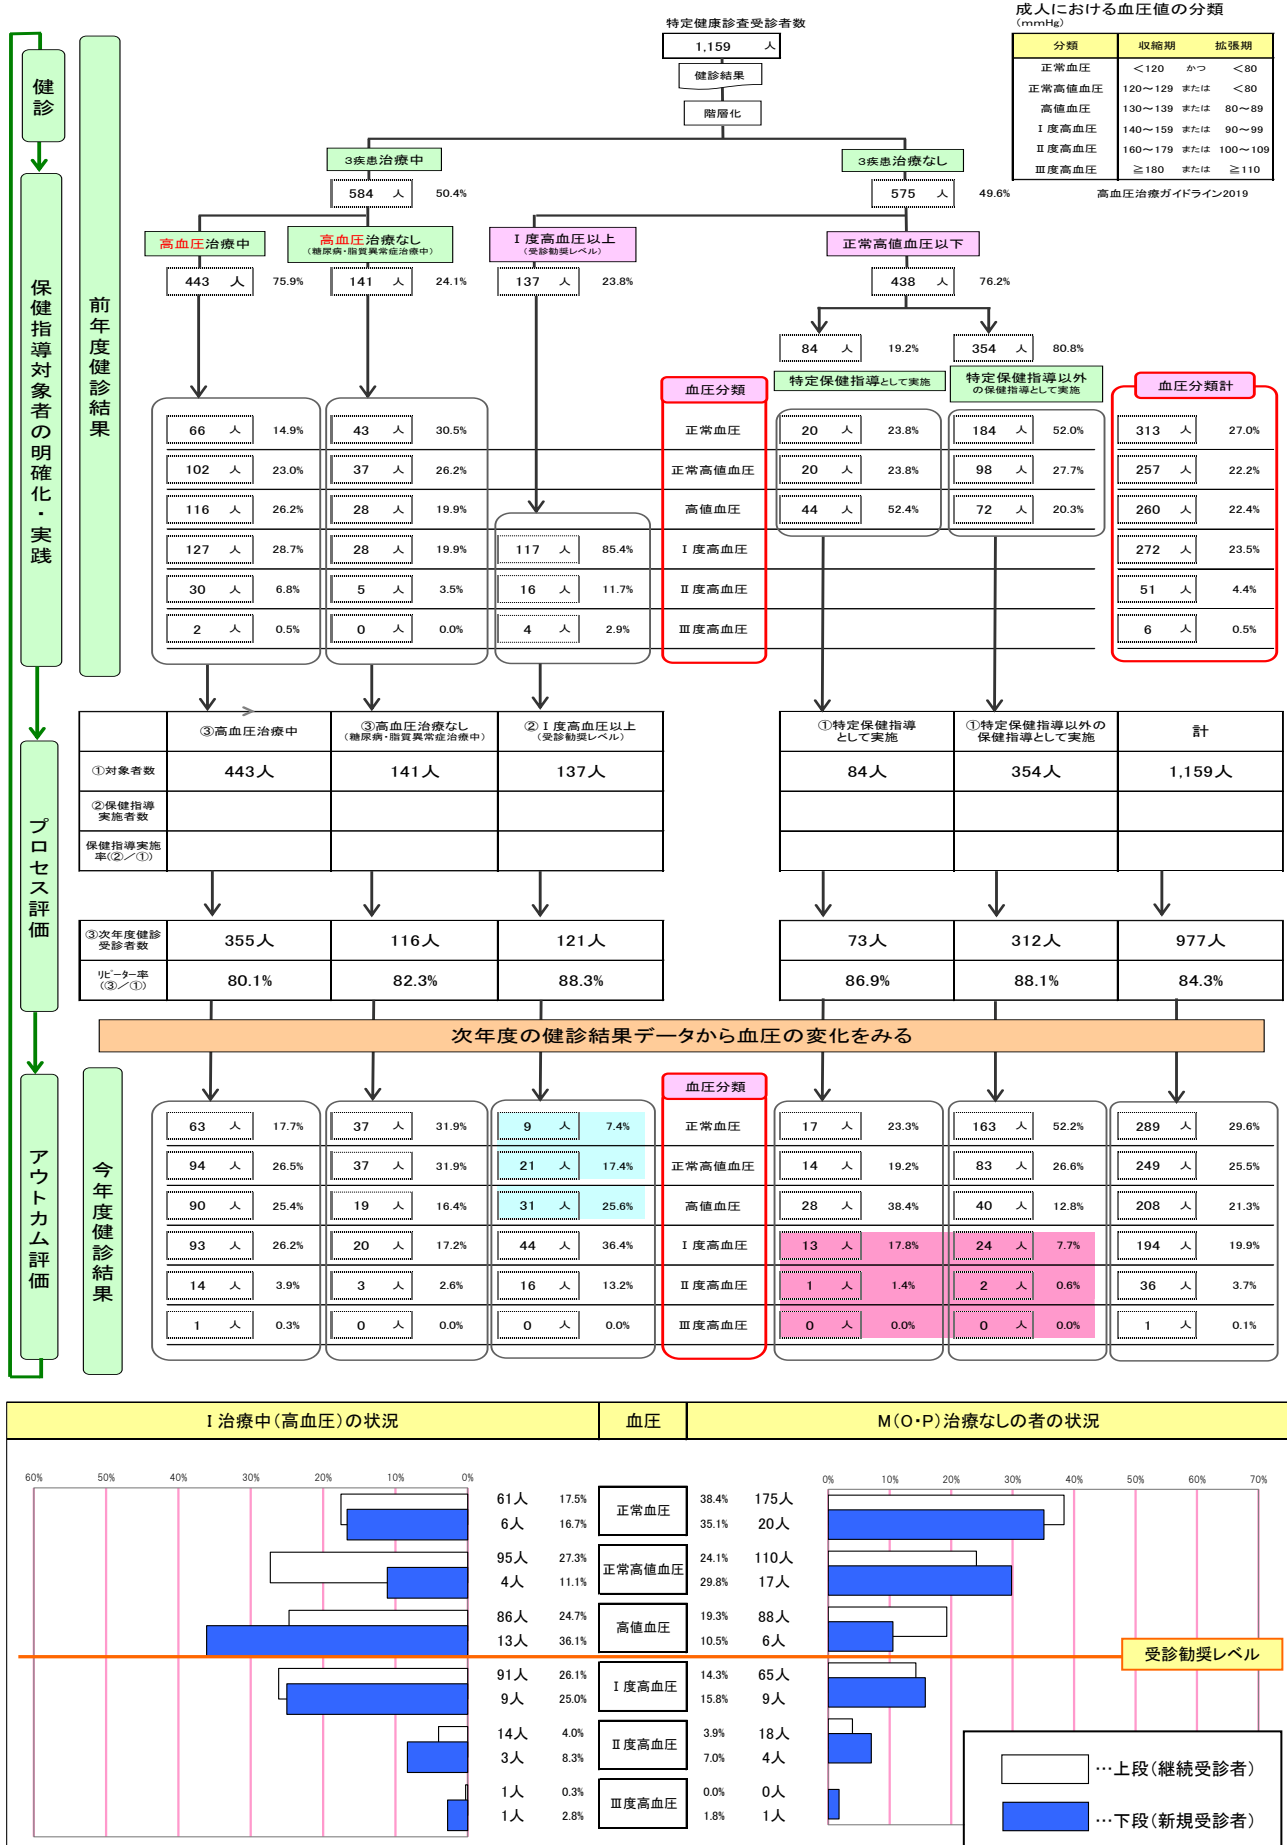 成人における血圧値の分類
(mmHg)
分類 収縮期 拡張期
正常血圧 <120 かつ <80
正常高値血圧 120～129 または <80
高値血圧 130～139 または 80～89
Ⅰ度高血圧 140～159 または 90～99
Ⅱ度高血圧 160～179 または 100～109
Ⅲ度高血圧 ≧180 または ≧110
高血圧治療ガイドライン2019
特定健康診査受診者数
1,159 人
健診結果
階層化
健診
保健指導対象者の明確化・実践
プロセス評価
アウトカム評価
前年度健診結果
今年度健診結果
3疾患治療中
584 人 50.4%
3疾患治療なし
575 人 49.6%
高血圧治療中
443 人 75.9%
高血圧治療なし
(糖尿病・脂質異常症治療中)
141 人 24.1%
Ⅰ度高血圧以上
(受診勧奨レベル)
137 人 23.8%
正常高値血圧以下
438 人 76.2%
84 人 19.2%
354 人 80.8%
特定保健指導として実施
特定保健指導以外
の保健指導として実施
血圧分類
血圧分類計
66 人 14.9% 43 人 30.5% 正常血圧 20 人 23.8% 184 人 52.0% 313 人 27.0%
102 人 23.0% 37 人 26.2% 正常高値血圧 20 人 23.8% 98 人 27.7% 257 人 22.2%
116 人 26.2% 28 人 19.9% 高値血圧 44 人 52.4% 72 人 20.3% 260 人 22.4%
127 人 28.7% 28 人 19.9% 117 人 85.4% Ⅰ度高血圧 272 人 23.5%
30 人 6.8% 5 人 3.5% 16 人 11.7% Ⅱ度高血圧 51 人 4.4%
2 人 0.5% 0 人 0.0% 4 人 2.9% Ⅲ度高血圧 6 人 0.5%
③高血圧治療中
③高血圧治療なし
(糖尿病・脂質異常症治療中)
②Ⅰ度高血圧以上
(受診勧奨レベル)
①特定保健指導
として実施
①特定保健指導以外の
保健指導として実施
計
①対象者数 443人 141人 137人 84人 354人 1,159人
②保健指導
実施者数
保健指導実施
率(②／①)
③次年度健診
受診者数
355人 116人 121人 73人 312人 977人
ﾘﾋﾟｰﾀｰ率
(③／①)
80.1% 82.3% 88.3% 86.9% 88.1% 84.3%
次年度の健診結果データから血圧の変化をみる
血圧分類
63 人 17.7% 37 人 31.9% 9 人 7.4% 正常血圧 17 人 23.3% 163 人 52.2% 289 人 29.6%
94 人 26.5% 37 人 31.9% 21 人 17.4% 正常高値血圧 14 人 19.2% 83 人 26.6% 249 人 25.5%
90 人 25.4% 19 人 16.4% 31 人 25.6% 高値血圧 28 人 38.4% 40 人 12.8% 208 人 21.3%
93 人 26.2% 20 人 17.2% 44 人 36.4% Ⅰ度高血圧 13 人 17.8% 24 人 7.7% 194 人 19.9%
14 人 3.9% 3 人 2.6% 16 人 13.2% Ⅱ度高血圧 1 人 1.4% 2 人 0.6% 36 人 3.7%
1 人 0.3% 0 人 0.0% 0 人 0.0% Ⅲ度高血圧 0 人 0.0% 0 人 0.0% 1 人 0.1%
Ⅰ治療中(高血圧)の状況 血圧 M(O・P)治療なしの者の状況
60% 50% 40% 30% 20% 10% 0% 0% 10% 20% 30% 40% 50% 60% 70%
61人 17.5% 正常血圧 38.4% 175人
6人 16.7% 35.1% 20人
95人 27.3% 正常高値血圧 24.1% 110人
4人 11.1% 29.8% 17人
86人 24.7% 高値血圧 19.3% 88人
13人 36.1% 10.5% 6人
受診勧奨レベル
91人 26.1% Ⅰ度高血圧 14.3% 65人
9人 25.0% 15.8% 9人
14人 4.0% Ⅱ度高血圧 3.9% 18人
3人 8.3% 7.0% 4人
1人 0.3% Ⅲ度高血圧 0.0% 0人
1人 2.8% 1.8% 1人
…上段(継続受診者)
…下段(新規受診者)